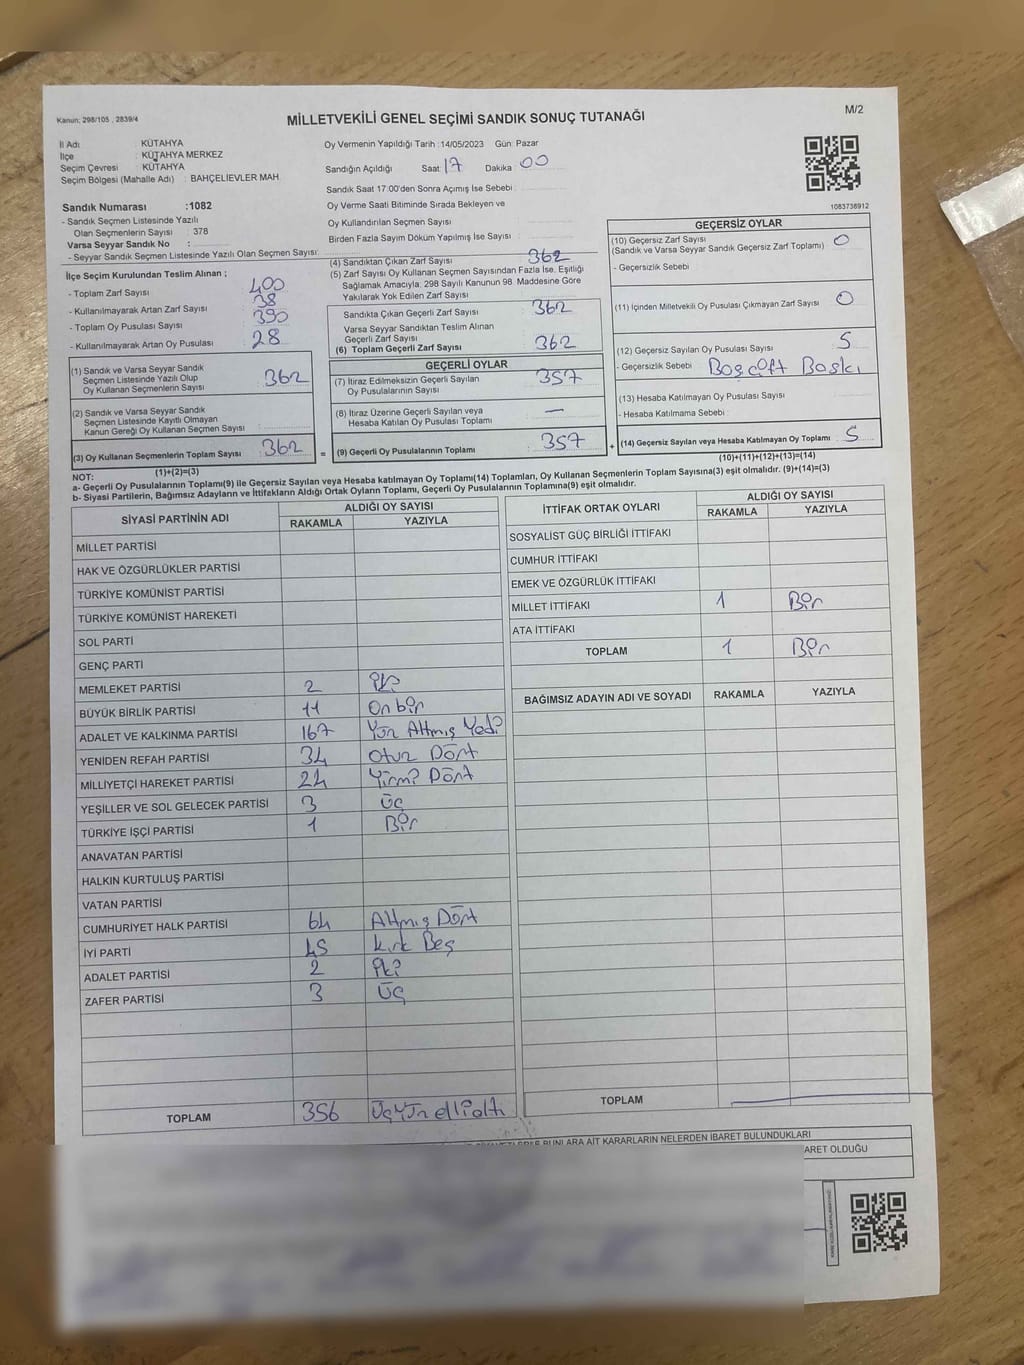 Kanun; 298/105 , 2839/4
MİLLETVEKİLİ GENEL SEÇİMİ SANDIK SONUÇ TUTANAĞI
M/2
İl Adı : KÜTAHYA
İlçe : KÜTAHYA MERKEZ
Seçim Çevresi : KÜTAHYA
Seçim Bölgesi (Mahalle Adı) : BAHÇELİEVLER MAH.
Oy Vermenin Yapıldığı Tarih :14/05/2023 Gün: Pazar
Sandığın Açıldığı Saat 17 Dakika 00
Sandık Saat 17:00'den Sonra Açımış İse Sebebi :
Oy Verme Saati Bitiminde Sırada Bekleyen ve
Oy Kullandırılan Seçmen Sayısı
Birden Fazla Sayım Döküm Yapılmış İse Sayısı :
1083736912
Sandık Numarası :1082
- Sandık Seçmen Listesinde Yazılı
Olan Seçmenlerin Sayısı : 378
Varsa Seyyar Sandık No :
- Seyyar Sandık Seçmen Listesinde Yazılı Olan Seçmen Sayısı:
İlçe Seçim Kurulundan Teslim Alınan ;
- Toplam Zarf Sayısı : 400
- Kullanılmayarak Artan Zarf Sayısı : 38
- Toplam Oy Pusulası Sayısı : 390
- Kullanılmayarak Artan Oy Pusulası : 28
(1) Sandık ve Varsa Seyyar Sandık
Seçmen Listesinde Yazılı Olup
Oy Kullanan Seçmenlerin Sayısı : 362
(2) Sandık ve Varsa Seyyar Sandık
Seçmen Listesinde Kayıtlı Olmayan
Kanun Gereği Oy Kullanan Seçmen Sayısı :
(3) Oy Kullanan Seçmenlerin Toplam Sayısı : 362
(1)+(2)=(3)
(4) Sandıktan Çıkan Zarf Sayısı : 362
(5) Zarf Sayısı Oy Kullanan Seçmen Sayısından Fazla İse, Eşitliği
Sağlamak Amacıyla, 298 Sayılı Kanunun 98. Maddesine Göre
Yakılarak Yok Edilen Zarf Sayısı :
Sandıkta Çıkan Geçerli Zarf Sayısı : 362
Varsa Seyyar Sandıktan Teslim Alınan
Geçerli Zarf Sayısı :
(6) Toplam Geçerli Zarf Sayısı : 362
GEÇERLİ OYLAR
(7) İtiraz Edilmeksizin Geçerli Sayılan
Oy Pusulalarının Sayısı : 357
(8) İtiraz Üzerine Geçerli Sayılan veya
Hesaba Katılan Oy Pusulası Toplamı : —
= (9) Geçerli Oy Pusulalarının Toplamı : 357
GEÇERSİZ OYLAR
(10) Geçersiz Zarf Sayısı
(Sandık ve Varsa Seyyar Sandık Geçersiz Zarf Toplamı) : 0
- Geçersizlik Sebebi :
(11) İçinden Milletvekili Oy Pusulası Çıkmayan Zarf Sayısı : 0
(12) Geçersiz Sayılan Oy Pusulası Sayısı : 5
- Geçersizlik Sebebi : Boş Çift Baskı
(13) Hesaba Katılmayan Oy Pusulası Sayısı :
- Hesaba Katılmama Sebebi :
+ (14) Geçersiz Sayılan veya Hesaba Katılmayan Oy Toplamı : 5
(10)+(11)+(12)+(13)=(14)
NOT:
a- Geçerli Oy Pusulalarının Toplamı(9) ile Geçersiz Sayılan veya Hesaba katılmayan Oy Toplamı(14) Toplamları, Oy Kullanan Seçmenlerin Toplam Sayısına(3) eşit olmalıdır. (9)+(14)=(3)
b- Siyasi Partilerin, Bağımsız Adayların ve İttifakların Aldığı Ortak Oyların Toplamı, Geçerli Oy Pusulalarının Toplamına(9) eşit olmalıdır.
SİYASİ PARTİNİN ADI ALDIĞI OY SAYISI
RAKAMLA YAZIYLA
MİLLET PARTİSİ
HAK VE ÖZGÜRLÜKLER PARTİSİ
TÜRKİYE KOMÜNİST PARTİSİ
TÜRKİYE KOMÜNİST HAREKETİ
SOL PARTİ
GENÇ PARTİ
MEMLEKET PARTİSİ 2 İki
BÜYÜK BİRLİK PARTİSİ 11 On bir
ADALET VE KALKINMA PARTİSİ 167 Yüz Altmış Yedi
YENİDEN REFAH PARTİSİ 34 Otuz Dört
MİLLİYETÇİ HAREKET PARTİSİ 24 Yirmi Dört
YEŞİLLER VE SOL GELECEK PARTİSİ 3 Üç
TÜRKİYE İŞÇİ PARTİSİ 1 Bir
ANAVATAN PARTİSİ
HALKIN KURTULUŞ PARTİSİ
VATAN PARTİSİ
CUMHURİYET HALK PARTİSİ 64 Altmış Dört
İYİ PARTİ 45 Kırk Beş
ADALET PARTİSİ 2 İki
ZAFER PARTİSİ 3 Üç
TOPLAM 356 Üçyüz elli altı
İTTİFAK ORTAK OYLARI ALDIĞI OY SAYISI
RAKAMLA YAZIYLA
SOSYALİST GÜÇ BİRLİĞİ İTTİFAKI
CUMHUR İTTİFAKI
EMEK VE ÖZGÜRLÜK İTTİFAKI
MİLLET İTTİFAKI 1 Bir
ATA İTTİFAKI
TOPLAM 1 Bir
BAĞIMSIZ ADAYIN ADI VE SOYADI RAKAMLA YAZIYLA
TOPLAM
BUNLARA AİT KARARLARIN NELERDEN İBARET BULUNDUKLARI
ARET OLDUĞU